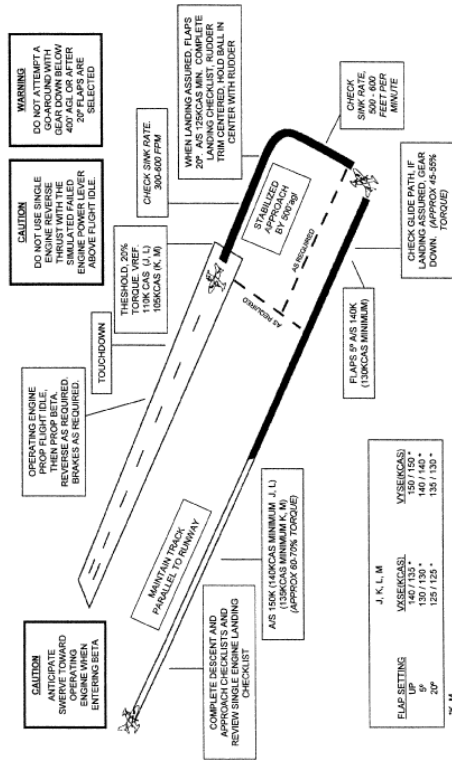 CAUTION
ANTICIPATE
SWERVE TOWARD
OPERATING
ENGINE WHEN
ENTERING BETA
OPERATING ENGINE
PROP FLIGHT IDLE,
THEN PROP BETA.
REVERSE AS REQUIRED.
BRAKES AS REQUIRED.
TOUCHDOWN
CAUTION
DO NOT USE SINGLE
ENGINE REVERSE
THRUST WITH THE
SIMULATED FAILED
ENGINE POWER LEVER
ABOVE FLIGHT IDLE.
WARNING
DO NOT ATTEMPT A
GO-AROUND WITH
GEAR DOWN BELOW
400' AGL OR AFTER
20º FLAPS ARE
SELECTED
THESHOLD, 20%
TORQUE. VREF.
110K CAS (J, L)
105KCAS (K, M)
CHECK SINK RATE.
300-600 FPM
WHEN LANDING ASSURED, FLAPS
20º. A/S 125KCAS MIN. COMPLETE
LANDING CHECKLIST, RUDDER
TRIM CENTERED, HOLD BALL IN
CENTER WITH RUDDER
STABILIZED
APPROACH
BY 500'agl
AS REQUIRED
AS REQUIRED
CHECK
SINK RATE,
500 - 600
FEET PER
MINUTE
MAINTAIN TRACK
PARALLEL TO RUNWAY
COMPLETE DESCENT AND
APPROACH CHECKLISTS AND
REVIEW SINGLE ENGINE LANDING
CHECKLIST
A/S 150K (140KCAS MINIMUM J, L)
(135KCAS MINIMUM K, M)
(APPROX 60-70% TORQUE)
FLAPS 5º A/S 140K
(130KCAS MINIMUM)
CHECK GLIDE PATH, IF
LANDING ASSURED, GEAR
DOWN. (APPROX 45-55%
TORQUE)
J, K, L, M
FLAP SETTING VXSE(KCAS) VYSE(KCAS)
UP 140 / 135 * 150 / 150 *
5º 130 / 130 * 140 / 140 *
20º 125 / 125 * 135 / 130 *
*K, M